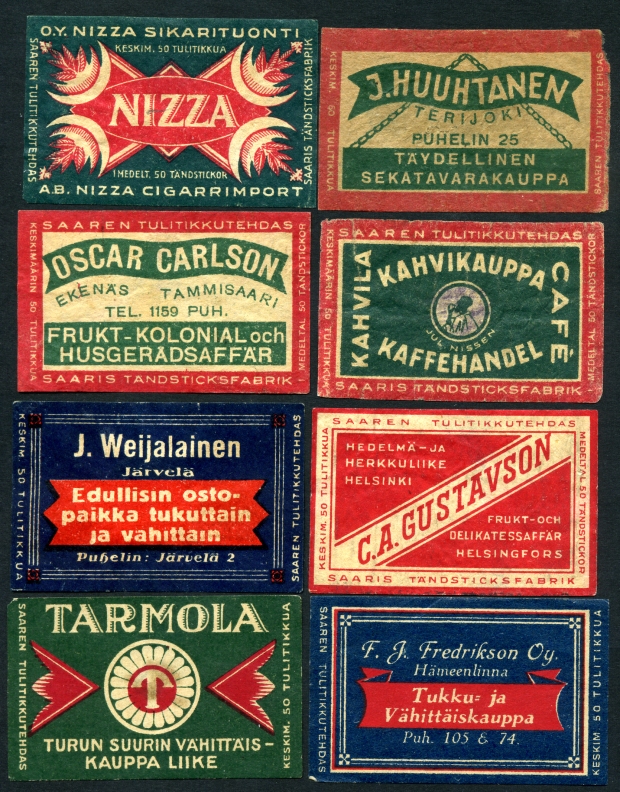 O.Y. NIZZA SIKARITUONTI
KESKIM. 50 TULITIKKUA
NIZZA
1 MEDELT. 50 TÄNDSTICKOR
A.B. NIZZA CIGARRIMPORT
SAAREN TULITIKKUTEHDAS
SAARIS TÄNDSTICKSFABRIK
J. HUUHTANEN
TERIJOKI
PUHELIN 25
TÄYDELLINEN
SEKATAVARAKAUPPA
KESKIM. 50 TULITIKKUA
SAAREN TULITIKKUTEHDAS
SAAREN TULITIKKUTEHDAS
OSCAR CARLSON
EKENÄS TAMMISAARI
TEL. 1159 PUH.
FRUKT-KOLONIAL och
HUSGERÅDSAFFÄR
SAARIS TÄNDSTICKSFABRIK
KESKIMÄÄRIN 50 TULITIKKUA
I MEDELTAL 50 TÄNDSTICKOR
SAAREN TULITIKKUTEHDAS
KAHVILA
KAHVIKAUPPA
CAFÉ
JUL. NISSEN
KAFFEHANDEL
SAARIS TÄNDSTICKSFABRIK
KESKIMÄÄRIN 50 TULITIKKUA
I MEDELTAL 50 TÄNDSTICKOR
J. Weijalainen
Järvelä
Edullisin osto-
paikka tukuttain
ja vähittäin
Puhelin: Järvelä 2
KESKIM. 50 TULITIKKUA
SAAREN TULITIKKUTEHDAS
SAAREN TULITIKKUTEHDAS
HEDELMÄ-JA
HERKKULIIKE
HELSINKI
C.A. GUSTAVSON
FRUKT-OCH
DELIKATESSAFFÄR
HELSINGFORS
SAARIS TÄNDSTICKSFABRIK
KESKIM. 50 TULITIKKUA
MEDELTAL 50 TÄNDSTICKOR
TARMOLA
T
TURUN SUURIN VÄHITTÄIS-
KAUPPA LIIKE
SAAREN TULITIKKUTEHDAS
KESKIM. 50 TULITIKKUA
F. J. Fredrikson Oy.
Hämeenlinna
Tukku- ja
Vähittäiskauppa
Puh. 105 & 74.
SAAREN TULITIKKUTEHDAS
KESKIM. 50 TULITIKKUA